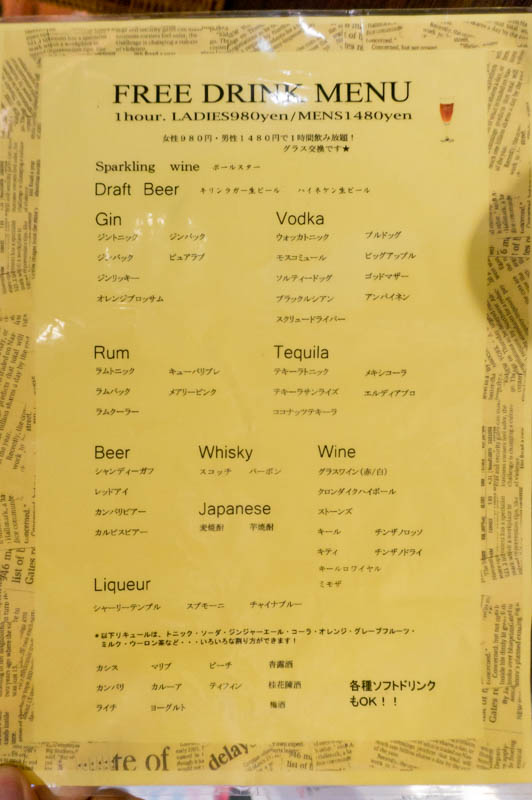 FREE DRINK MENU
1hour. LADIES980yen/MENS1480yen
女性９８０円・男性１４８０円で１時間飲み放題！
グラス交換です★
Sparkling wine ポールスター
Draft Beer キリンラガー生ビール ハイネケン生ビール
Gin
ジントニック ジンバック
ジンバック ピュアラブ
ジンリッキー
オレンジブロッサム
Vodka
ウォッカトニック ブルドッグ
モスコミュール ビッグアップル
ソルティードッグ ゴッドマザー
ブラックルシアン アンバイネン
スクリュードライバー
Rum
ラムトニック キューバリブレ
ラムバック メアリーピンク
ラムクーラー
Tequila
テキーラトニック メキシコーラ
テキーラサンライズ エルディアブロ
ココナッツテキーラ
Beer
シャンディーガフ
レッドアイ
カンパリビアー
カルピスビアー
Whisky
スコッチ バーボン
Japanese
麦焼酎 芋焼酎
Wine
グラスワイン(赤/白)
クロンダイクハイボール
ストーンズ
キール チンザノロッソ
キティ チンザノドライ
キールロワイヤル
ミモザ
Liqueur
シャーリーテンプル スプモーニ チャイナブルー
＊以下リキュールは、トニック・ソーダ・ジンジャーエール・コーラ・オレンジ・グレープフルーツ・
ミルク・ウーロン茶など・・・いろいろな割り方ができます！
カシス マリブ ピーチ 杏露酒
カンパリ カルーア ティフィン 桂花陳酒
ライチ ヨーグルト 梅酒
各種ソフトドリンク
もOK！！
te of
delay